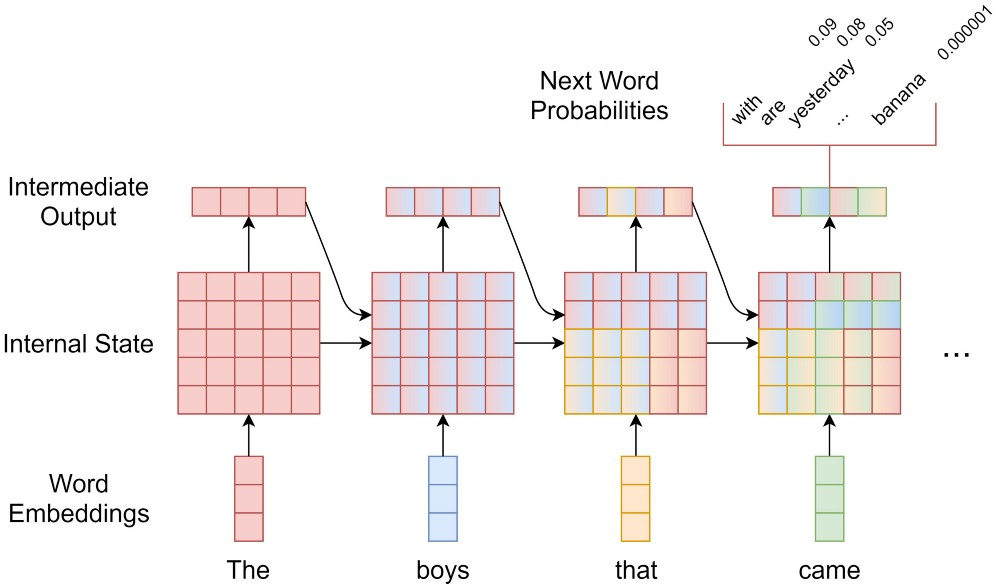 0.09
0.08
0.05
0.000001
with
are
yesterday
...
banana
Next Word
Probabilities
Intermediate
Output
Internal State
...
Word
Embeddings
The boys that came